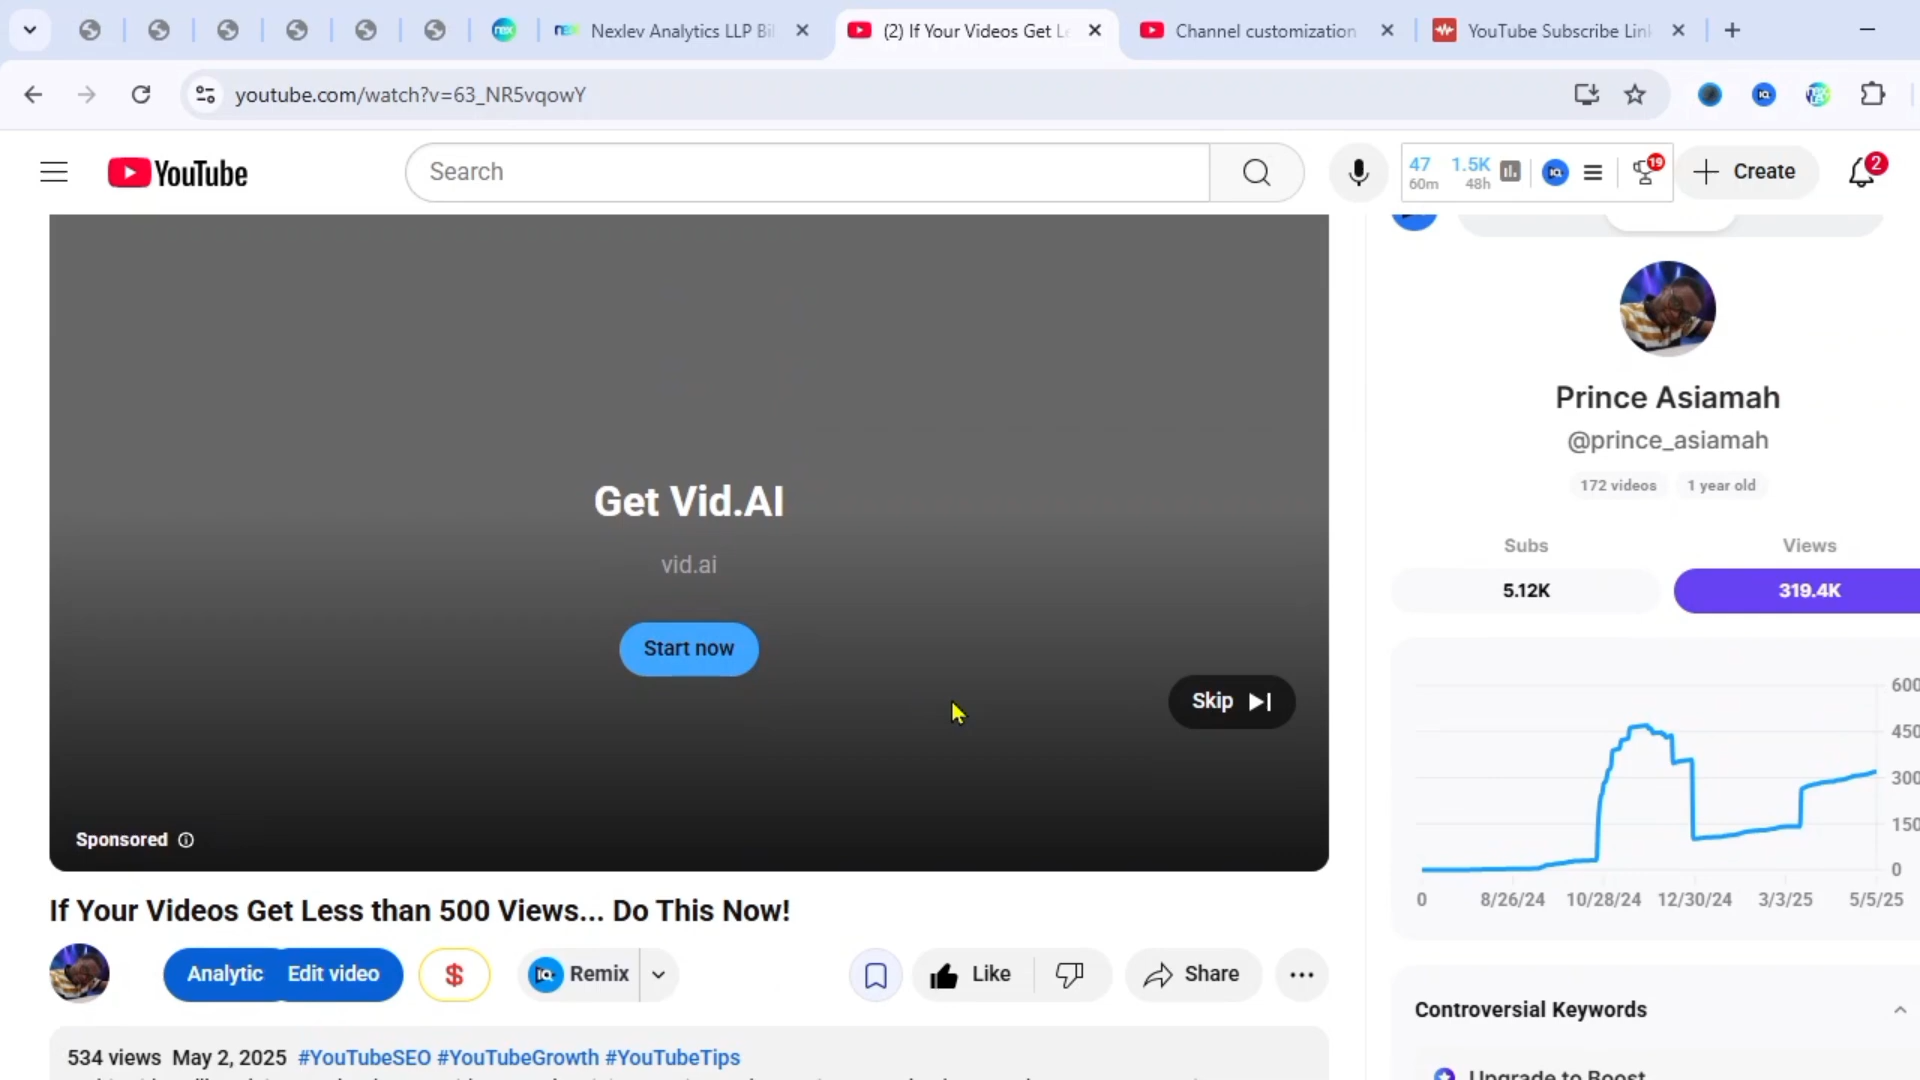 Nexlev Analytics LLP Bil
(2) If Your Videos Get Le
Channel customization
YouTube Subscribe Lin
youtube.com/watch?v=63_NR5vqowY
YouTube
Search
47
60m
1.5K
48h
19
Create
2
Get Vid.AI
vid.ai
Start now
Skip
Sponsored
Prince Asiamah
@prince_asiamah
172 videos
1 year old
Subs
Views
5.12K
319.4K
600
450
300
150
0
0
8/26/24
10/28/24
12/30/24
3/3/25
5/5/25
If Your Videos Get Less than 500 Views... Do This Now!
Analytic
Edit video
$
Remix
Like
Share
Controversial Keywords
534 views May 2, 2025 #YouTubeSEO #YouTubeGrowth #YouTubeTips
Upgrade to Boost